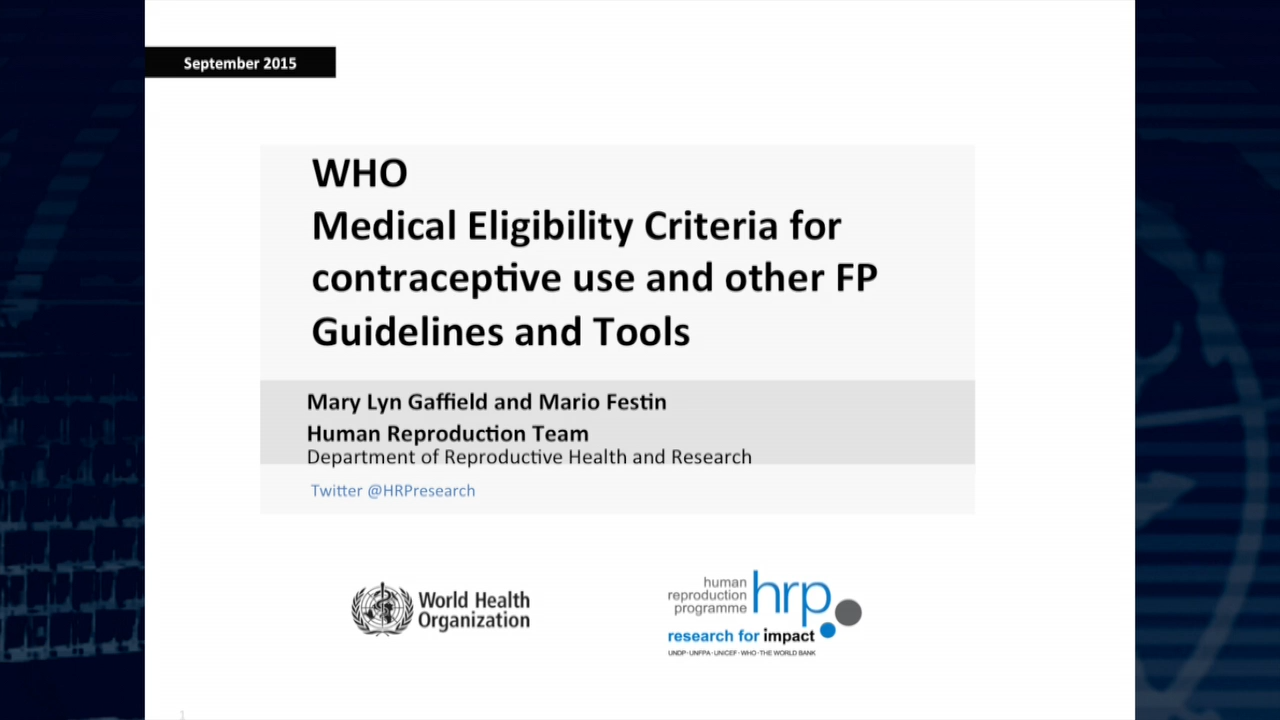 September 2015
WHO
Medical Eligibility Criteria for
contraceptive use and other FP
Guidelines and Tools
Mary Lyn Gaffield and Mario Festin
Human Reproduction Team
Department of Reproductive Health and Research
Twitter @HRPresearch
World Health
Organization
human
reproduction
programme
hrp
research for impact
UNDP · UNFPA · UNICEF · WHO · THE WORLD BANK
1